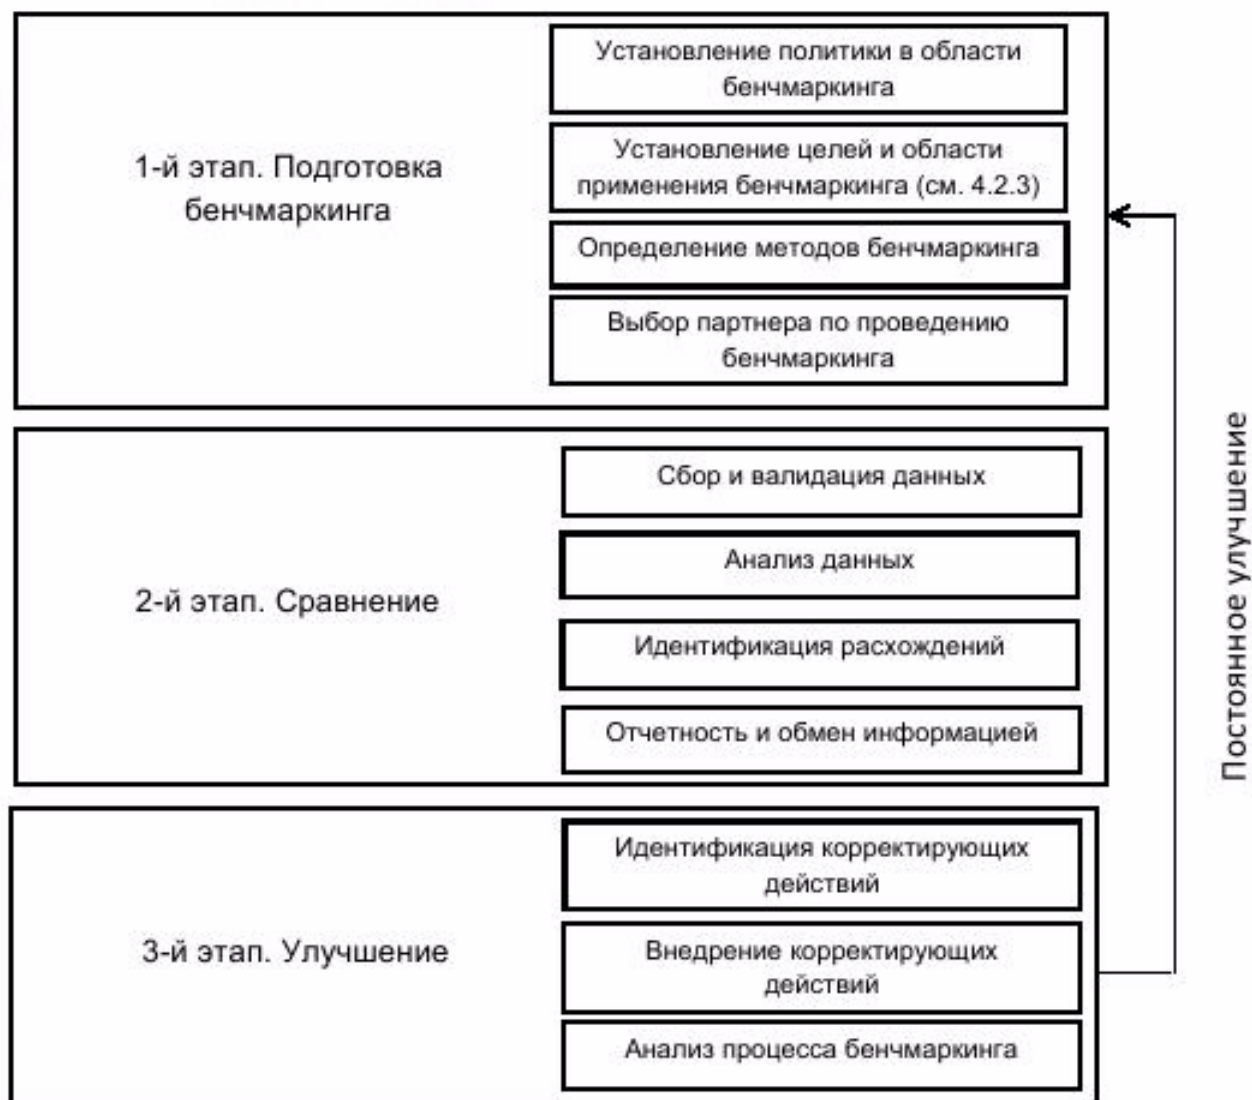 1-й этап. Подготовка
бенчмаркинга
Установление политики в области
бенчмаркинга
Установление целей и области
применения бенчмаркинга (см. 4.2.3)
Определение методов бенчмаркинга
Выбор партнера по проведению
бенчмаркинга
2-й этап. Сравнение
Сбор и валидация данных
Анализ данных
Идентификация расхождений
Отчетность и обмен информацией
3-й этап. Улучшение
Идентификация корректирующих
действий
Внедрение корректирующих
действий
Анализ процесса бенчмаркинга
Постоянное улучшение